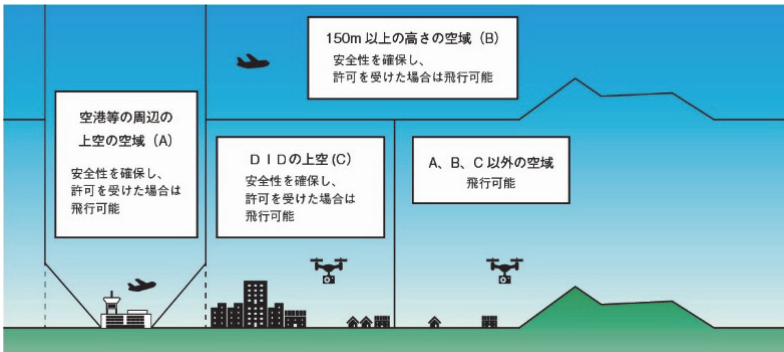 150m 以上の高さの空域（B）
安全性を確保し、
許可を受けた場合は飛行可能
空港等の周辺の
上空の空域（A）
安全性を確保し、
許可を受けた場合は
飛行可能
ＤＩＤの上空(C)
安全性を確保し、
許可を受けた場合は
飛行可能
A、B、C 以外の空域
飛行可能